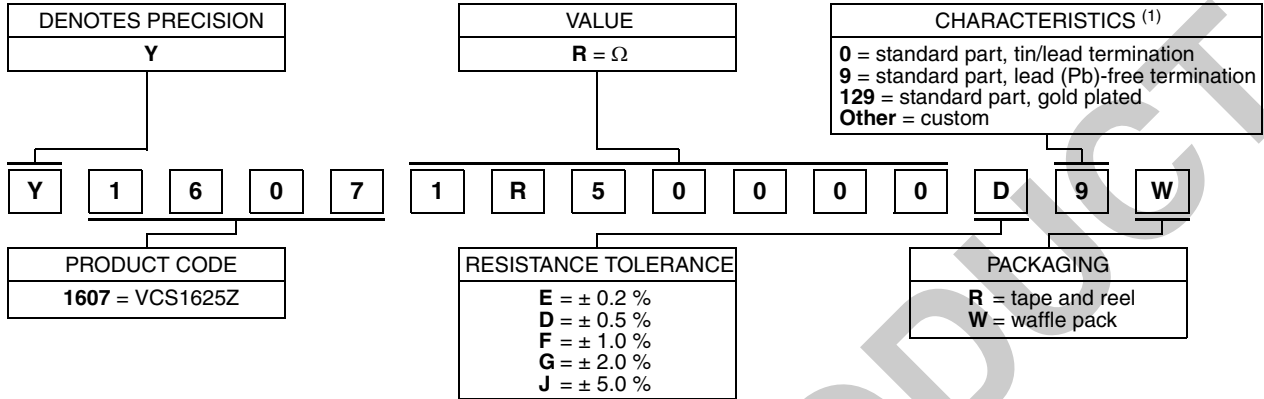 DENOTES PRECISION
Y
VALUE
R = Ω
CHARACTERISTICS (1)
0 = standard part, tin/lead termination
9 = standard part, lead (Pb)-free termination
129 = standard part, gold plated
Other = custom
Y 1 6 0 7 1 R 5 0 0 0 0 D 9 W
PRODUCT CODE
1607 = VCS1625Z
RESISTANCE TOLERANCE
E = ± 0.2 %
D = ± 0.5 %
F = ± 1.0 %
G = ± 2.0 %
J = ± 5.0 %
PACKAGING
R = tape and reel
W = waffle pack
DUCT